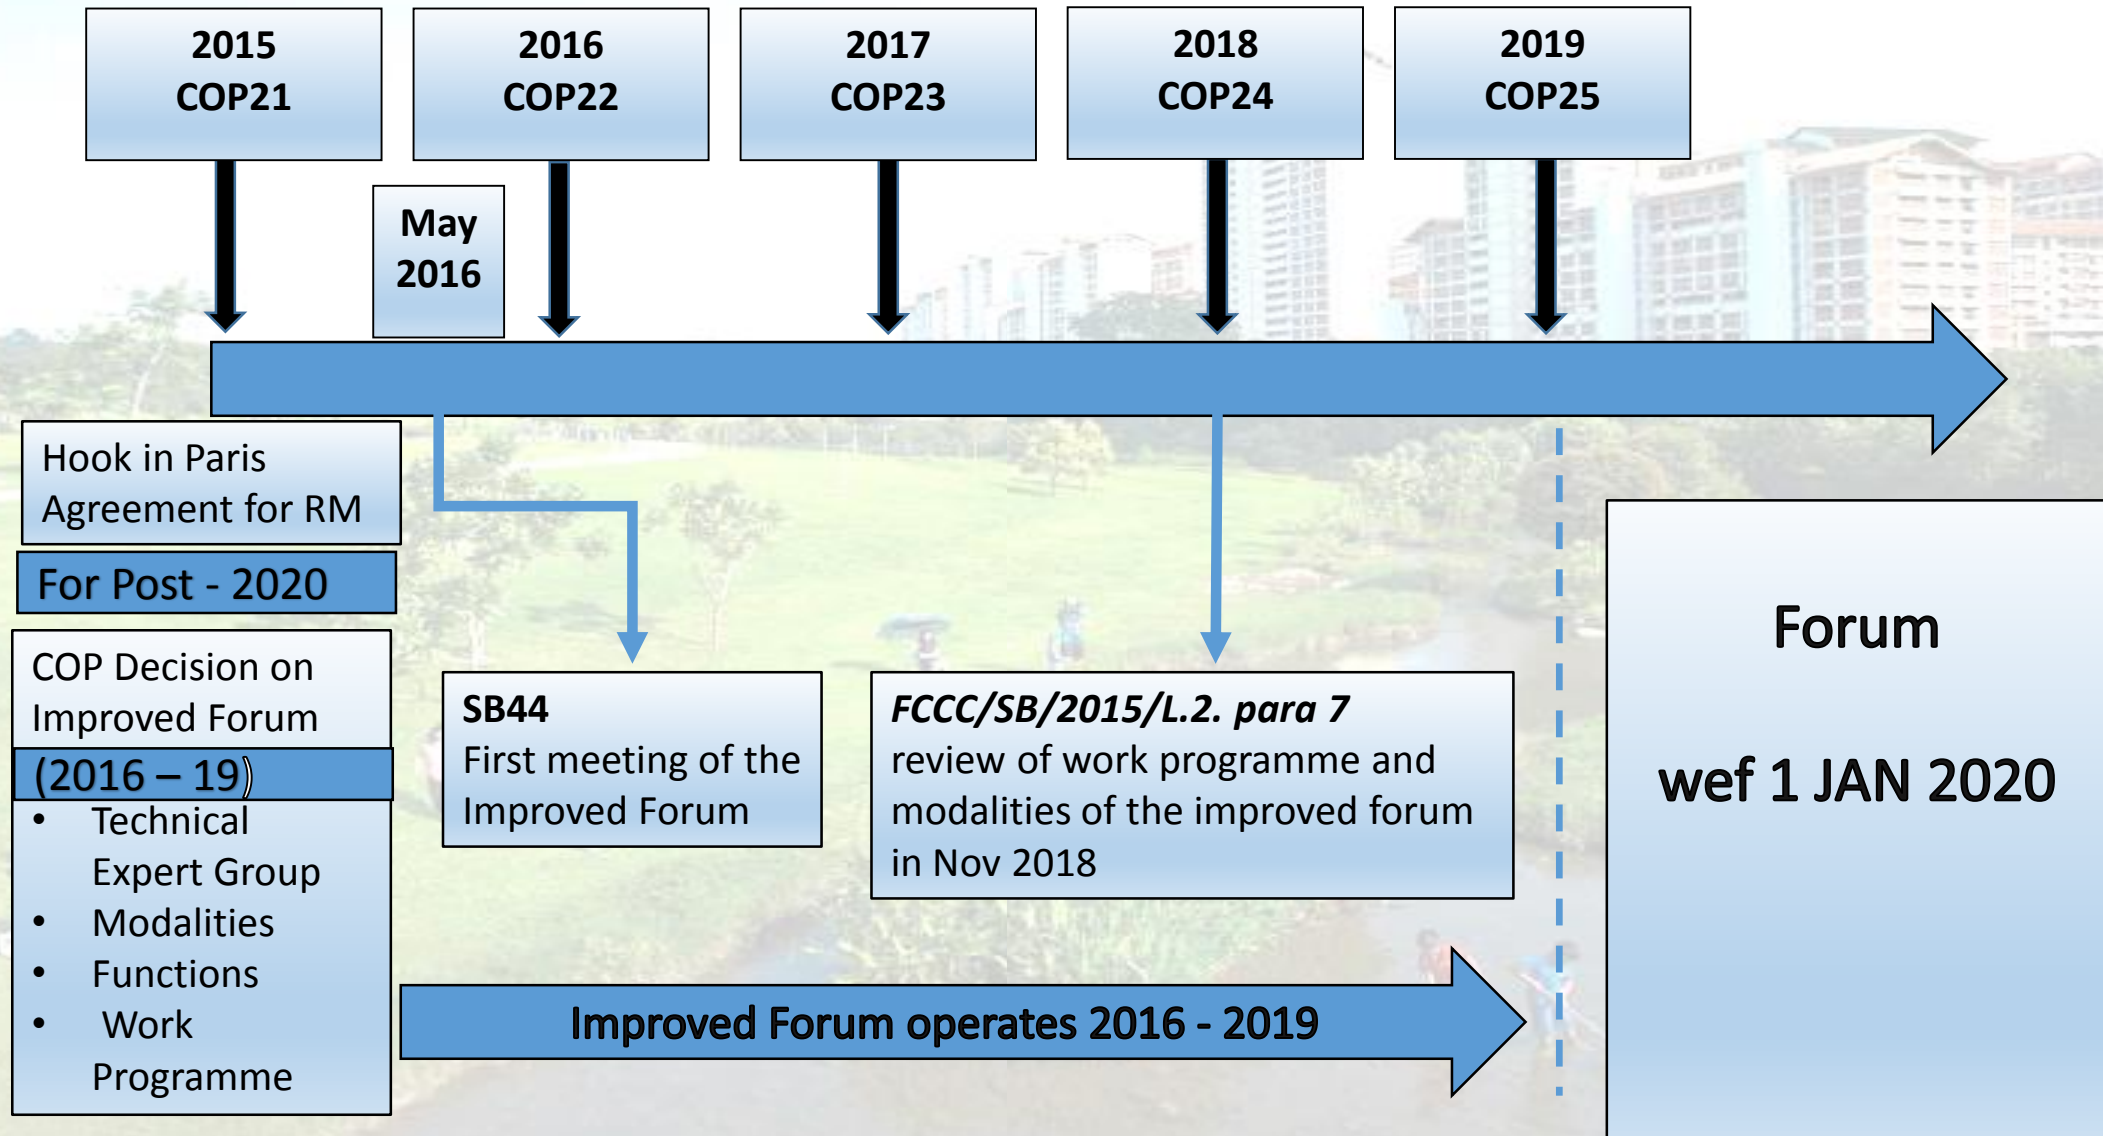 2015
COP21
2016
COP22
2017
COP23
2018
COP24
2019
COP25
May
2016
Hook in Paris
Agreement for RM
For Post - 2020
COP Decision on
Improved Forum
(2016 – 19)
• Technical
Expert Group
• Modalities
• Functions
• Work
Programme
SB44
First meeting of the
Improved Forum
FCCC/SB/2015/L.2. para 7
review of work programme and
modalities of the improved forum
in Nov 2018
Improved Forum operates 2016 - 2019
Forum
wef 1 JAN 2020